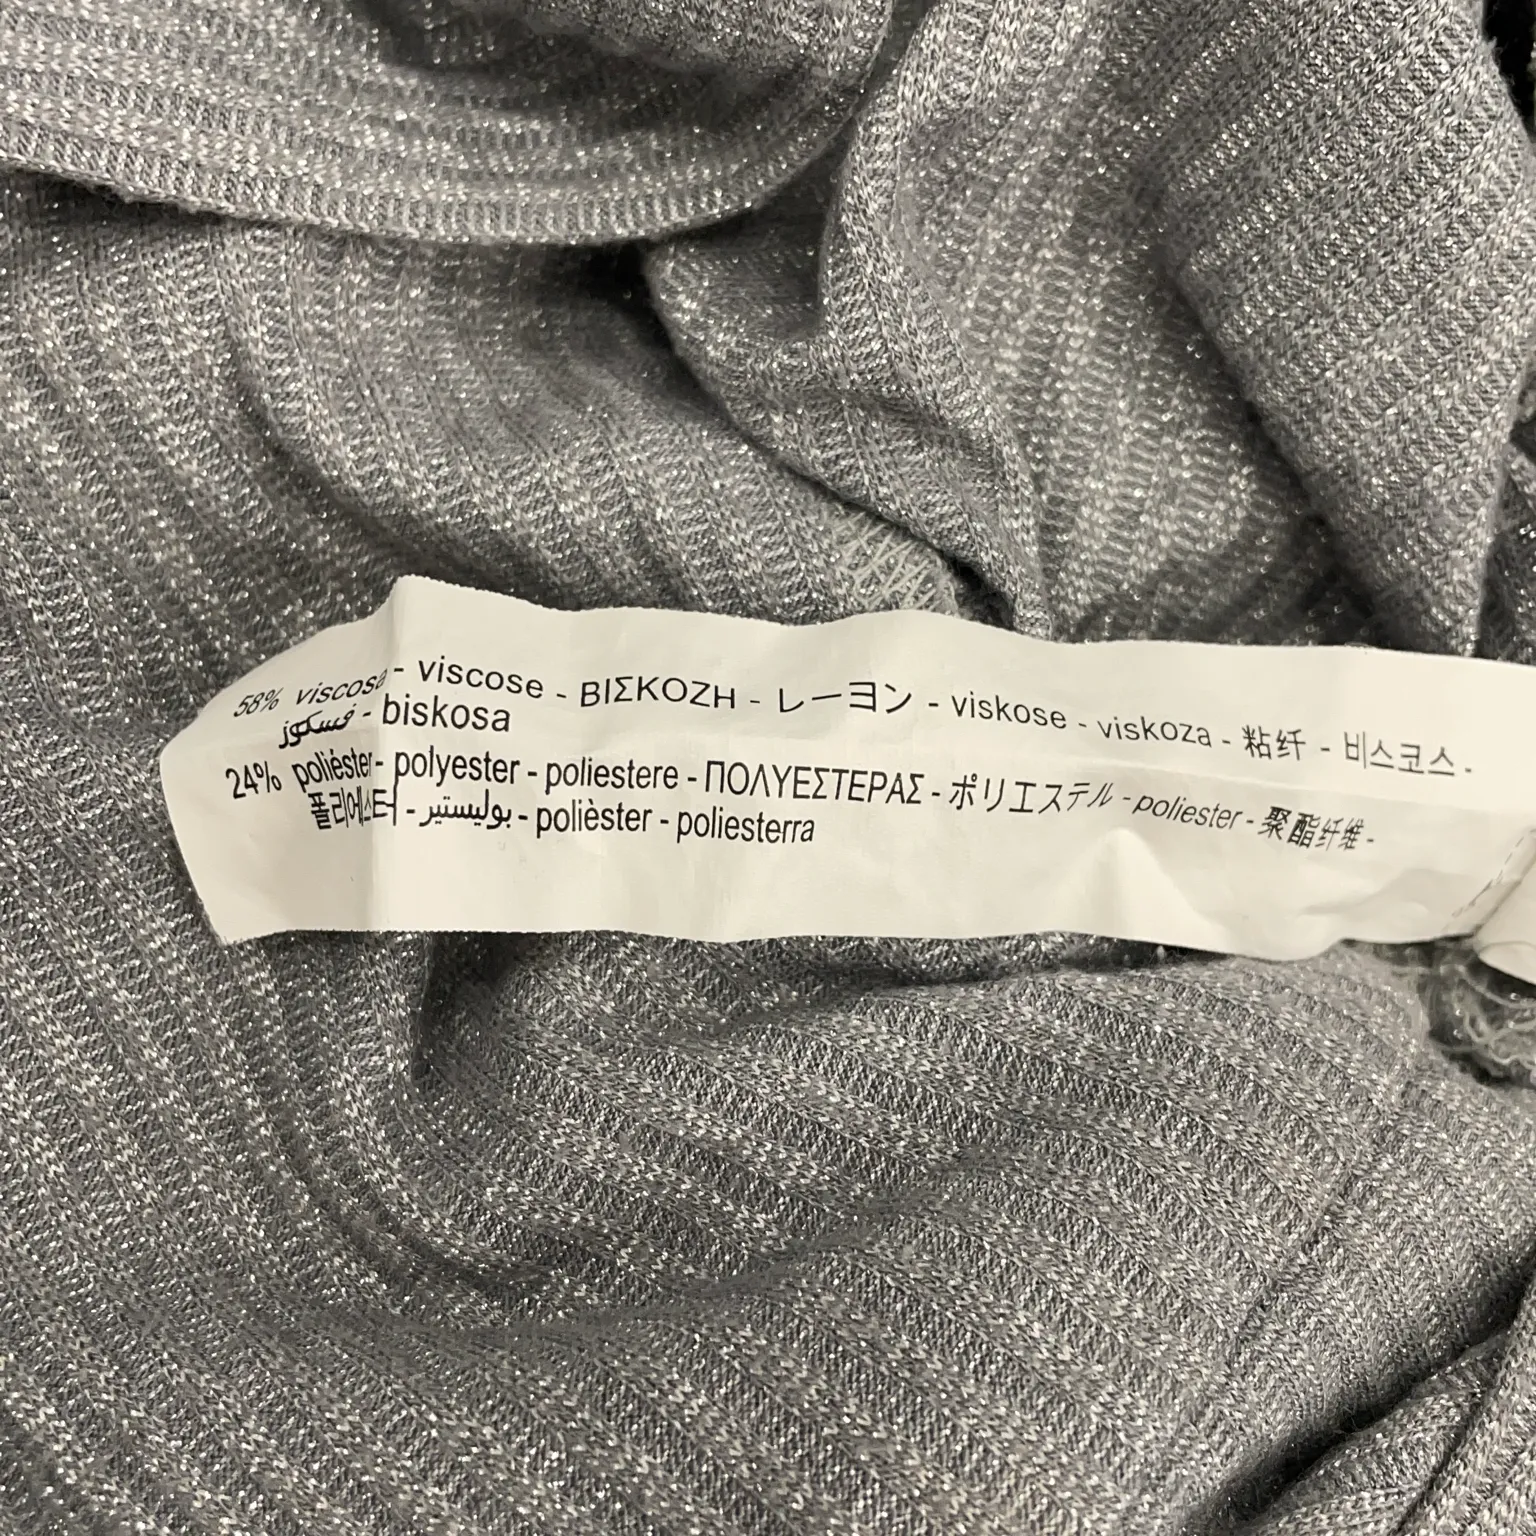 58% viscosa - viscose - ΒΙΣΚΟΖΗ - レーヨン - viskose - viskoza - 粘纤 - 비스코스 -
فسكوز - biskosa
24% poliéster - polyester - poliestere - ΠΟΛΥΕΣΤΕΡΑΣ - ポリエステル - poliester - 聚酯纤维 -
폴리에스터 - بوليستير - polièster - poliesterra